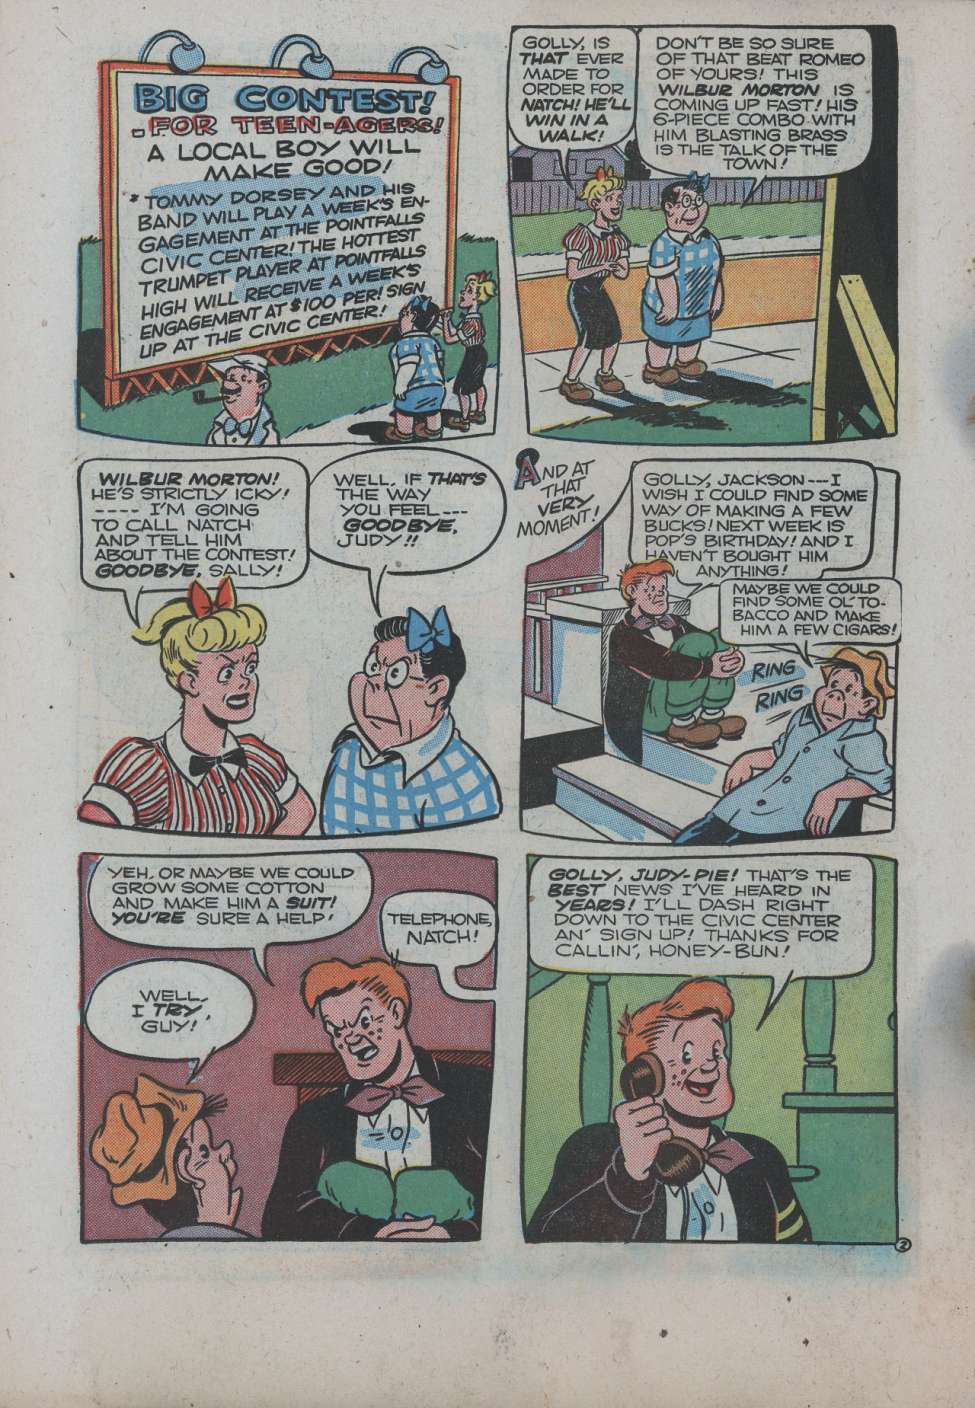 BIG CONTEST!
-FOR TEEN-AGERS!
A LOCAL BOY WILL
MAKE GOOD!
* TOMMY DORSEY AND HIS
BAND WILL PLAY A WEEK'S EN-
GAGEMENT AT THE POINTFALLS
CIVIC CENTER! THE HOTTEST
TRUMPET PLAYER AT POINTFALLS
HIGH WILL RECEIVE A WEEK'S
ENGAGEMENT AT $100 PER! SIGN
UP AT THE CIVIC CENTER!
GOLLY, IS
THAT EVER
MADE TO
ORDER FOR
NATCH! HE'LL
WIN IN A
WALK!
DON'T BE SO SURE
OF THAT BEAT ROMEO
OF YOURS! THIS
WILBUR MORTON IS
COMING UP FAST! HIS
6-PIECE COMBO WITH
HIM BLASTING BRASS
IS THE TALK OF THE
TOWN!
WILBUR MORTON!
HE'S STRICTLY ICKY!
---- I'M GOING
TO CALL NATCH
AND TELL HIM
ABOUT THE CONTEST!
GOODBYE, SALLY!
WELL, IF THAT'S
THE WAY
YOU FEEL---
GOODBYE,
JUDY!!
AND AT
THAT
VERY
MOMENT!
GOLLY, JACKSON---I
WISH I COULD FIND SOME
WAY OF MAKING A FEW
BUCKS! NEXT WEEK IS
POP'S BIRTHDAY! AND I
HAVEN'T BOUGHT HIM
ANYTHING!
MAYBE WE COULD
FIND SOME OL' TO-
BACCO AND MAKE
HIM A FEW CIGARS!
RING
RING
YEH, OR MAYBE WE COULD
GROW SOME COTTON
AND MAKE HIM A SUIT!
YOU'RE SURE A HELP!
TELEPHONE,
NATCH!
WELL,
I TRY,
GUY!
GOLLY, JUDY-PIE! THAT'S THE
BEST NEWS I'VE HEARD IN
YEARS! I'LL DASH RIGHT
DOWN TO THE CIVIC CENTER
AN' SIGN UP! THANKS FOR
CALLIN', HONEY-BUN!
2